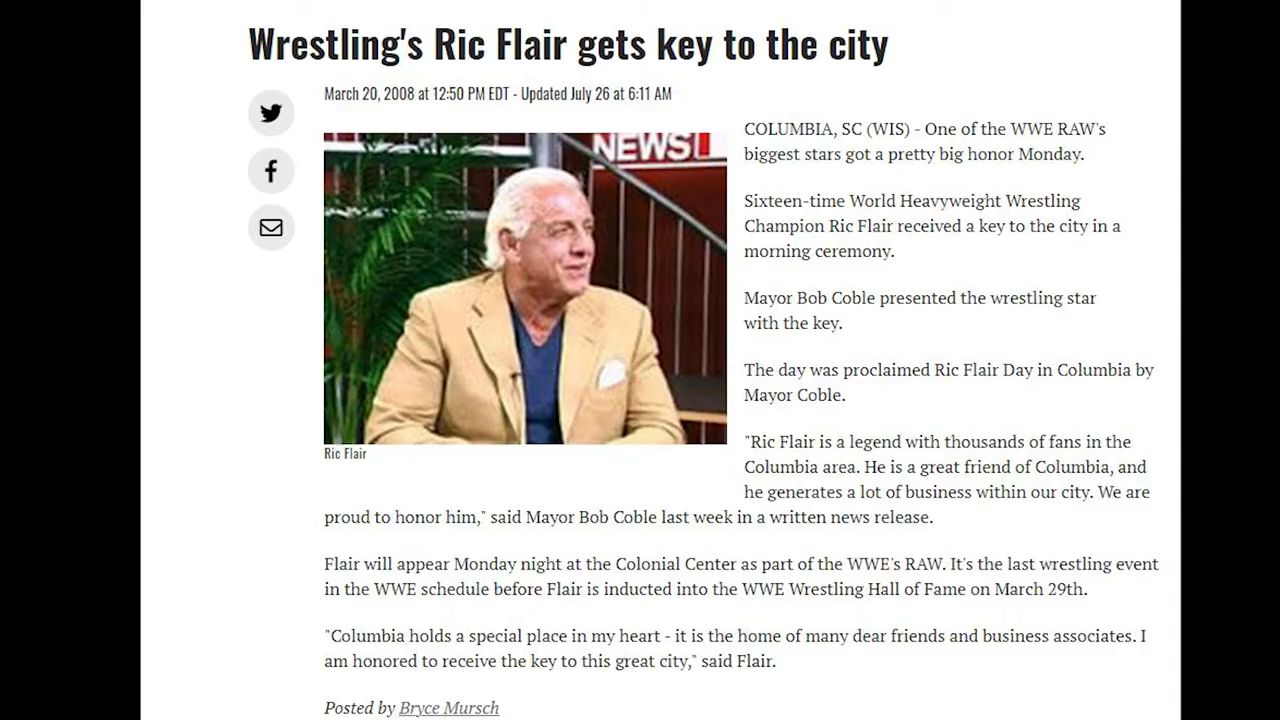 Wrestling's Ric Flair gets key to the city
March 20, 2008 at 12:50 PM EDT - Updated July 26 at 6:11 AM
NEWS1
Ric Flair
COLUMBIA, SC (WIS) - One of the WWE RAW's
biggest stars got a pretty big honor Monday.
Sixteen-time World Heavyweight Wrestling
Champion Ric Flair received a key to the city in a
morning ceremony.
Mayor Bob Coble presented the wrestling star
with the key.
The day was proclaimed Ric Flair Day in Columbia by
Mayor Coble.
"Ric Flair is a legend with thousands of fans in the
Columbia area. He is a great friend of Columbia, and
he generates a lot of business within our city. We are
proud to honor him," said Mayor Bob Coble last week in a written news release.
Flair will appear Monday night at the Colonial Center as part of the WWE's RAW. It's the last wrestling event
in the WWE schedule before Flair is inducted into the WWE Wrestling Hall of Fame on March 29th.
"Columbia holds a special place in my heart - it is the home of many dear friends and business associates. I
am honored to receive the key to this great city," said Flair.
Posted by Bryce Mursch